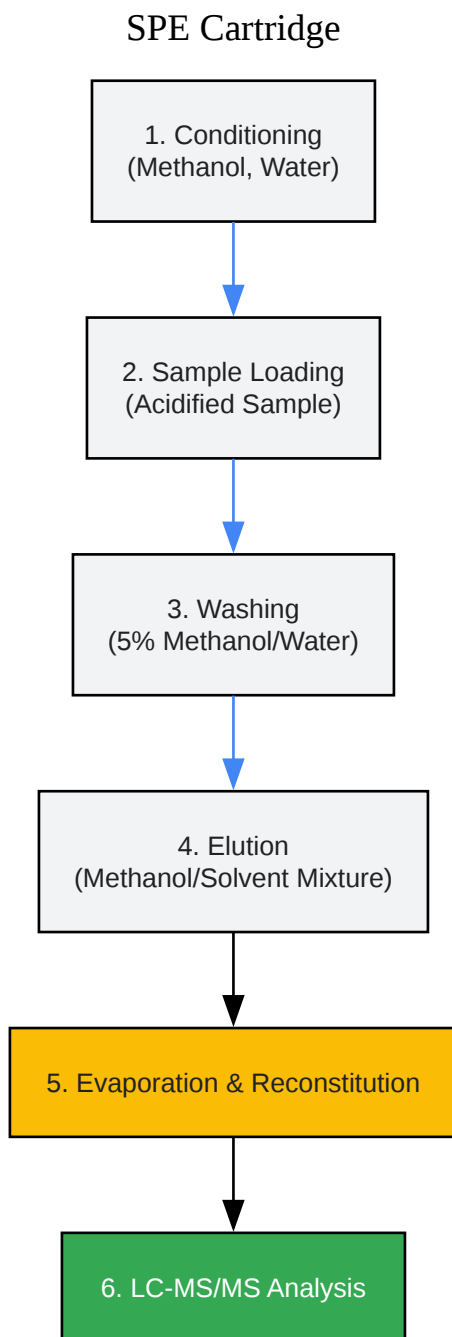 SPE Cartridge
1. Conditioning
(Methanol, Water)
2. Sample Loading
(Acidified Sample)
3. Washing
(5% Methanol/Water)
4. Elution
(Methanol/Solvent Mixture)
5. Evaporation & Reconstitution
6. LC-MS/MS Analysis